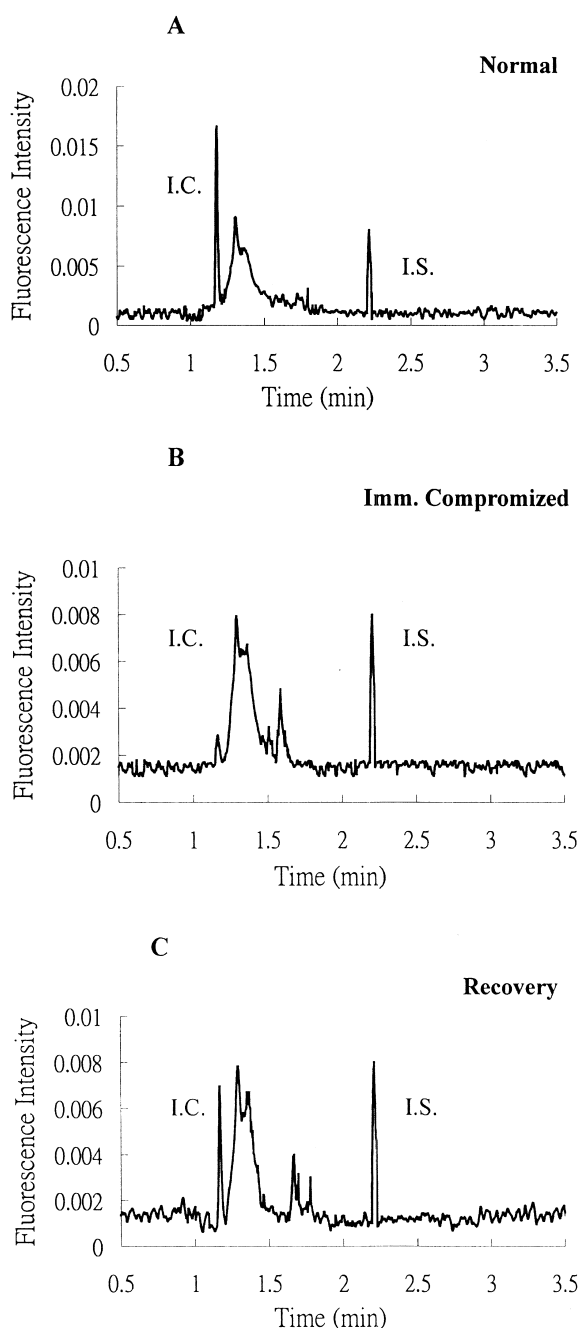 A
Normal
Fluorescence Intensity
0.02
0.015
0.01
0.005
0
I.C.
I.S.
0.5 1 1.5 2 2.5 3 3.5
Time (min)
B
Imm. Compromized
Fluorescence Intensity
0.01
0.008
0.006
0.004
0.002
0
I.C.
I.S.
0.5 1 1.5 2 2.5 3 3.5
Time (min)
C
Recovery
Fluorescence Intensity
0.01
0.008
0.006
0.004
0.002
0
I.C.
I.S.
0.5 1 1.5 2 2.5 3 3.5
Time (min)